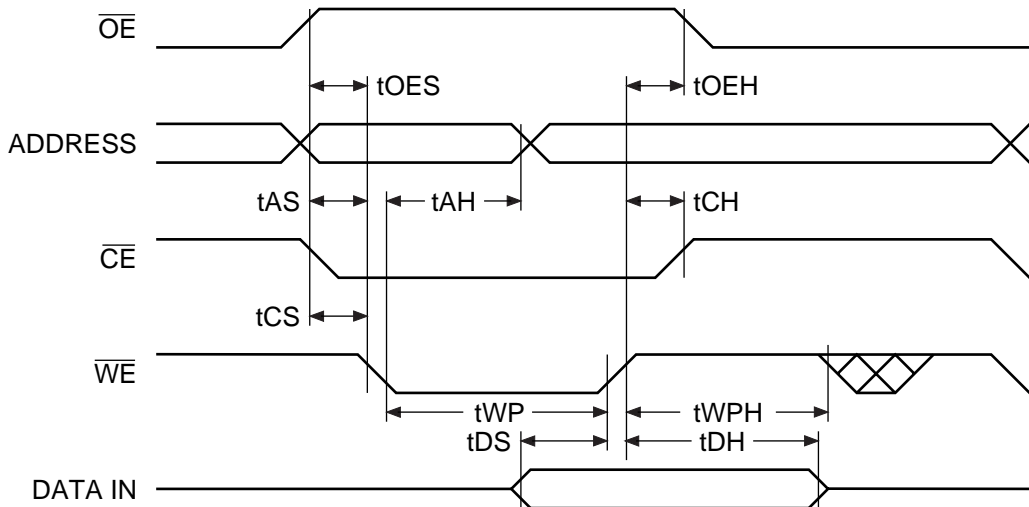 OE
tOES tOEH
ADDRESS
tAS tAH tCH
CE
tCS
WE
tWP tWPH
tDS tDH
DATA IN